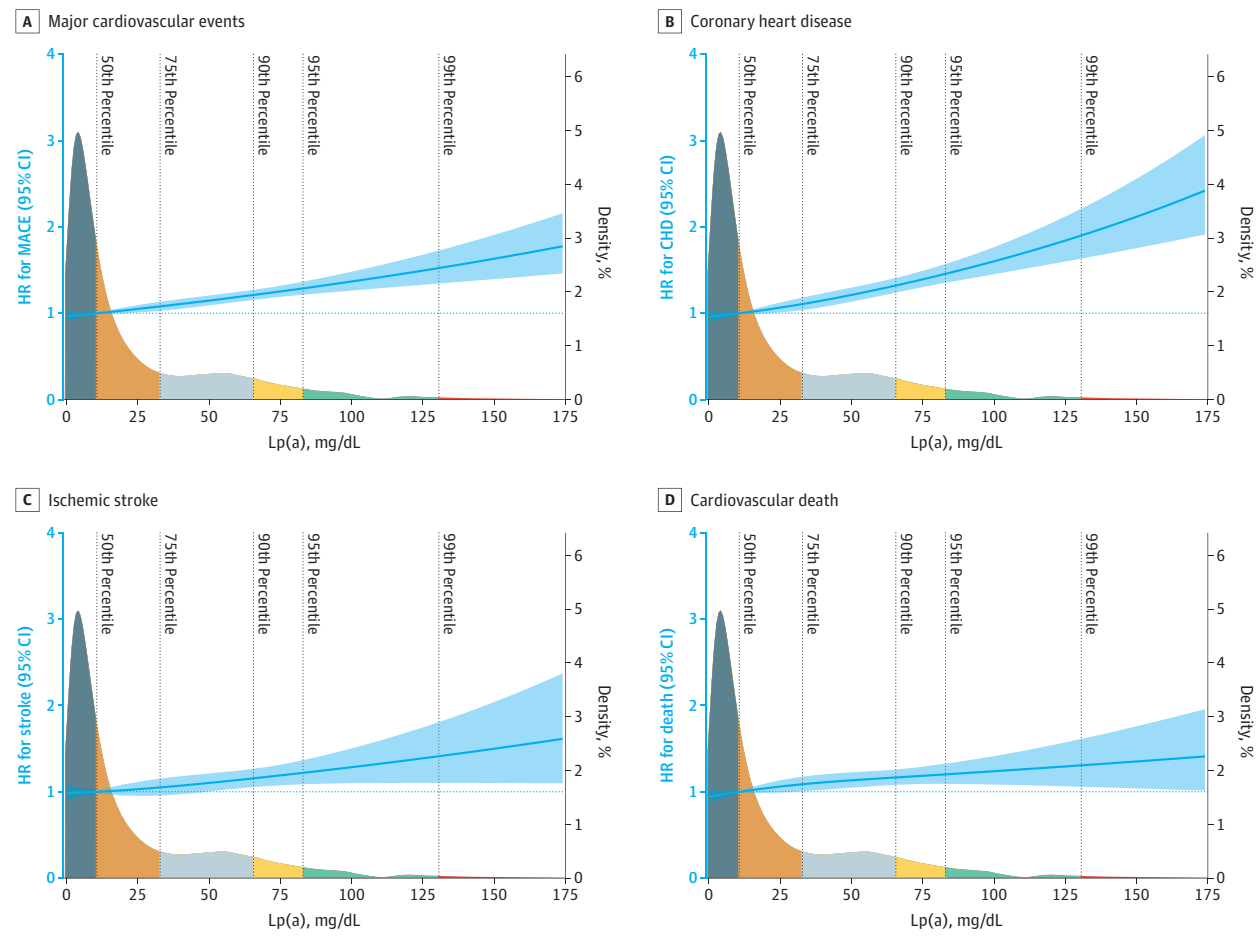 A Major cardiovascular events
4
3
2
1
0
HR for MACE (95% CI)
50th Percentile
75th Percentile
90th Percentile
95th Percentile
99th Percentile
6
5
4
3
2
1
0
Density, %
0 25 50 75 100 125 150 175
Lp(a), mg/dL
B Coronary heart disease
4
3
2
1
0
HR for CHD (95% CI)
50th Percentile
75th Percentile
90th Percentile
95th Percentile
99th Percentile
6
5
4
3
2
1
0
Density, %
0 25 50 75 100 125 150 175
Lp(a), mg/dL
C Ischemic stroke
4
3
2
1
0
HR for stroke (95% CI)
50th Percentile
75th Percentile
90th Percentile
95th Percentile
99th Percentile
6
5
4
3
2
1
0
Density, %
0 25 50 75 100 125 150 175
Lp(a), mg/dL
D Cardiovascular death
4
3
2
1
0
HR for death (95% CI)
50th Percentile
75th Percentile
90th Percentile
95th Percentile
99th Percentile
6
5
4
3
2
1
0
Density, %
0 25 50 75 100 125 150 175
Lp(a), mg/dL